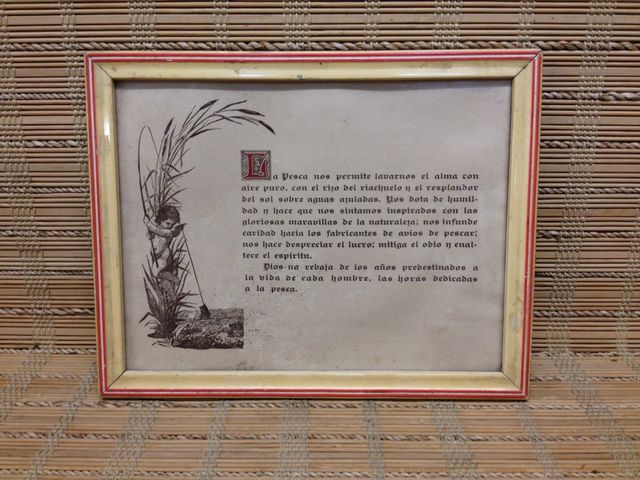 La Pesca nos permite lavarnos el alma con
aire puro, con el rizo del riachuelo y el resplandor
del sol sobre aguas azuladas. Nos dota de humil-
dad y hace que nos sintamos inspirados con las
gloriosas maravillas de la naturaleza; nos infunde
caridad hacia los fabricantes de avios de pescar;
nos hace despreciar el lucro; mitiga el odio y enal-
tece el espíritu.
Dios no rebaja de los años predestinados a
la vida de cada hombre, las horas dedicadas
a la pesca.